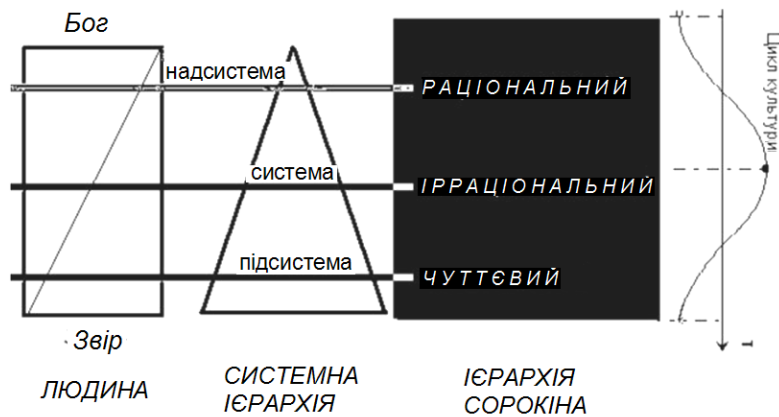 Бог
надсистема
РАЦІОНАЛЬНИЙ
Цикл культури
система
ІРРАЦІОНАЛЬНИЙ
підсистема
ЧУТТЄВИЙ
Звір
т
ЛЮДИНА
СИСТЕМНА
ІЄРАРХІЯ
ІЄРАРХІЯ
СОРОКІНА